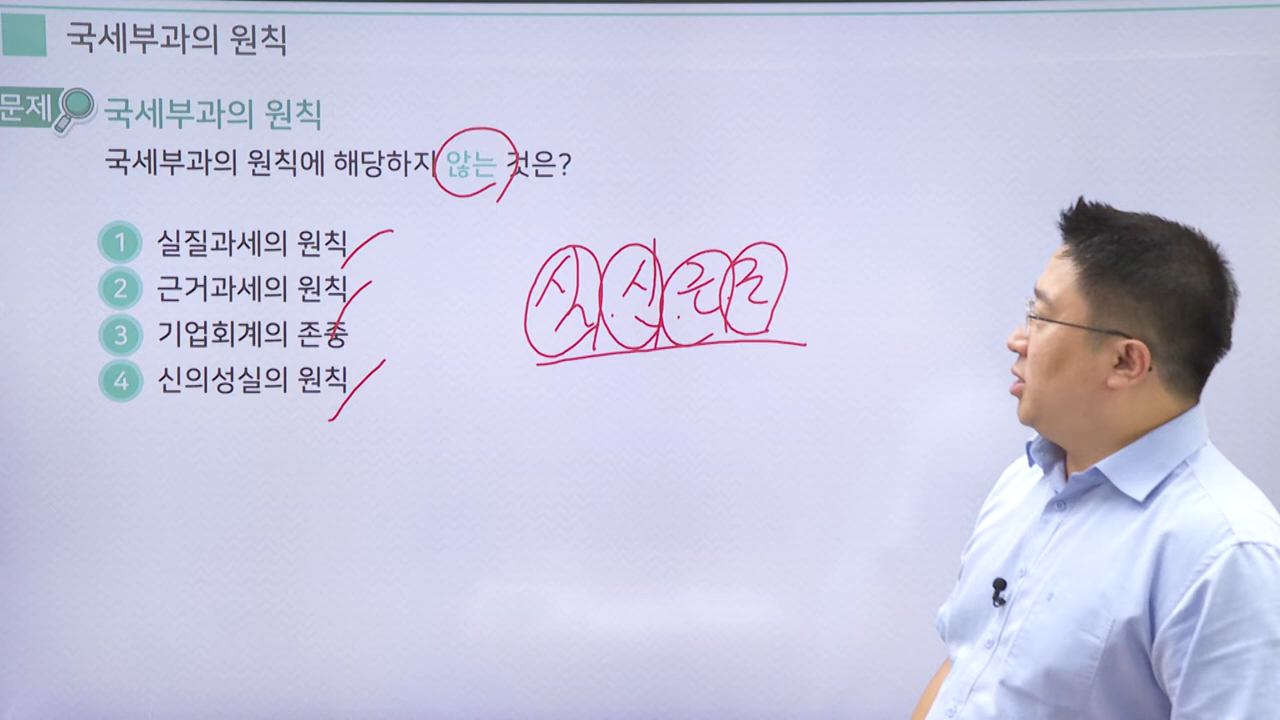 국세부과의 원칙
문제 국세부과의 원칙
국세부과의 원칙에 해당하지 않는 것은?
1 실질과세의 원칙
2 근거과세의 원칙
3 기업회계의 존중
4 신의성실의 원칙
실 신 근 조